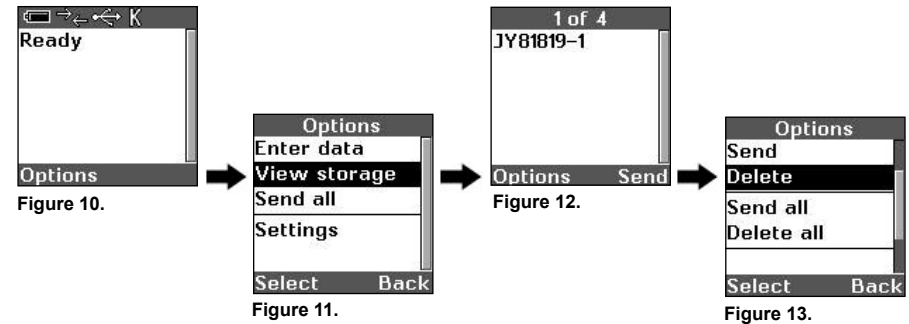 K
Ready
Options
Figure 10.
Options
Enter data
View storage
Send all
Settings
Select Back
Figure 11.
1 of 4
JY81819-1
Options Send
Figure 12.
Options
Send
Delete
Send all
Delete all
Select Back
Figure 13.